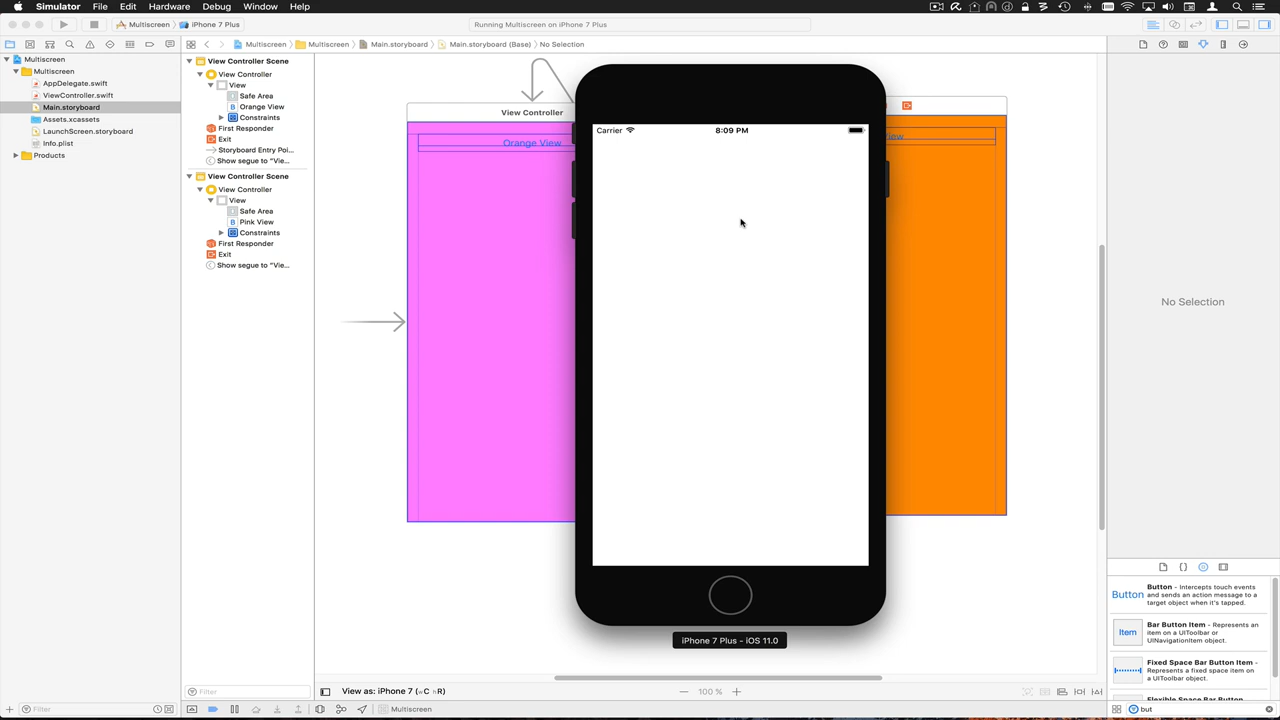 Simulator File Edit Hardware Debug Window Help
Multiscreen iPhone 7 Plus Running Multiscreen on iPhone 7 Plus
Multiscreen Multiscreen Main.storyboard Main.storyboard (Base) No Selection
Multiscreen
Multiscreen
AppDelegate.swift
ViewController.swift
Main.storyboard
Assets.xcassets
LaunchScreen.storyboard
Info.plist
Products
View Controller Scene
View Controller
View
Safe Area
B Orange View
Constraints
First Responder
Exit
Storyboard Entry Poi...
Show segue to "Vie...
View Controller Scene
View Controller
View
Safe Area
B Pink View
Constraints
First Responder
Exit
Show segue to "Vie...
View Controller
Orange View
Carrier 8:09 PM
iPhone 7 Plus - iOS 11.0
No Selection
Button Button - Intercepts touch events
and sends an action message to a
target object when it's tapped.
Item Bar Button Item - Represents an
item on a UIToolbar or
UINavigationItem object.
Fixed Space Bar Button Item -
Represents a fixed space item on
a UIToolbar object.
Flexible Space Bar Button
Filter
View as: iPhone 7 (wC hR)
100 %
Filter
Multiscreen
but